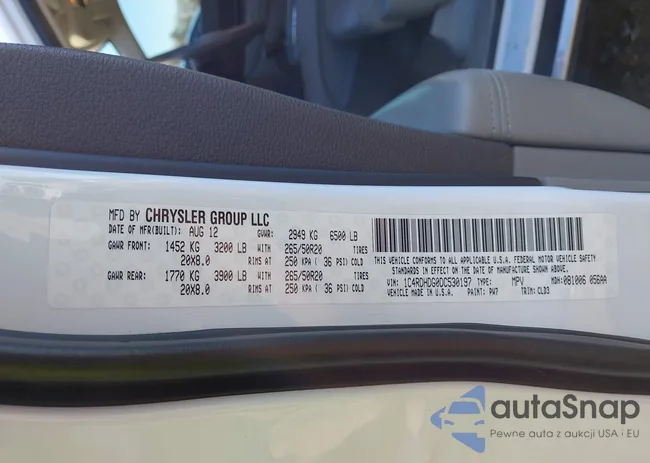 MFD BY CHRYSLER GROUP LLC
DATE OF MFR(BUILT): AUG 12 GVWR: 2949 KG 6500 LB
GAWR FRONT: 1452 KG 3200 LB WITH 265/50R20 TIRES
20X8.0 RIMS AT 250 KPA ( 36 PSI) COLD
GAWR REAR: 1770 KG 3900 LB WITH 265/50R20 TIRES
20X8.0 RIMS AT 250 KPA ( 36 PSI) COLD
THIS VEHICLE CONFORMS TO ALL APPLICABLE U.S.A. FEDERAL MOTOR VEHICLE SAFETY
STANDARDS IN EFFECT ON THE DATE OF MANUFACTURE SHOWN ABOVE.
VIN: 1C4RDHDG0DC530197 TYPE: MPV MDH:081006 056AA
VEHICLE MADE IN U.S.A. PAINT: PW7 TRIM: CLD3
autaSnap
Pewne auta z aukcji USA i EU